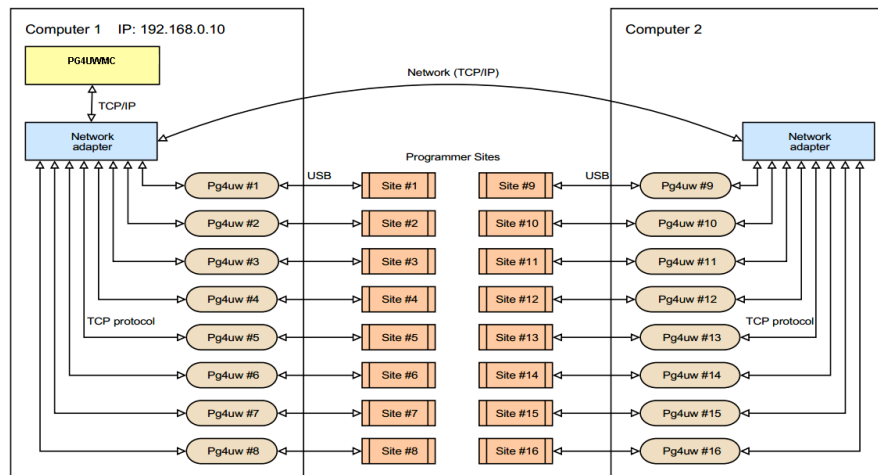 Computer 1 IP: 192.168.0.10
Computer 2
PG4UWMC
TCP/IP
Network (TCP/IP)
Network
adapter
Network
adapter
Programmer Sites
Pg4uw #1
USB
Site #1
Site #9
USB
Pg4uw #9
Pg4uw #2
Site #2
Site #10
Pg4uw #10
Pg4uw #3
Site #3
Site #11
Pg4uw #11
Pg4uw #4
Site #4
Site #12
Pg4uw #12
TCP protocol
TCP protocol
Pg4uw #5
Site #5
Site #13
Pg4uw #13
Pg4uw #6
Site #6
Site #14
Pg4uw #14
Pg4uw #7
Site #7
Site #15
Pg4uw #15
Pg4uw #8
Site #8
Site #16
Pg4uw #16